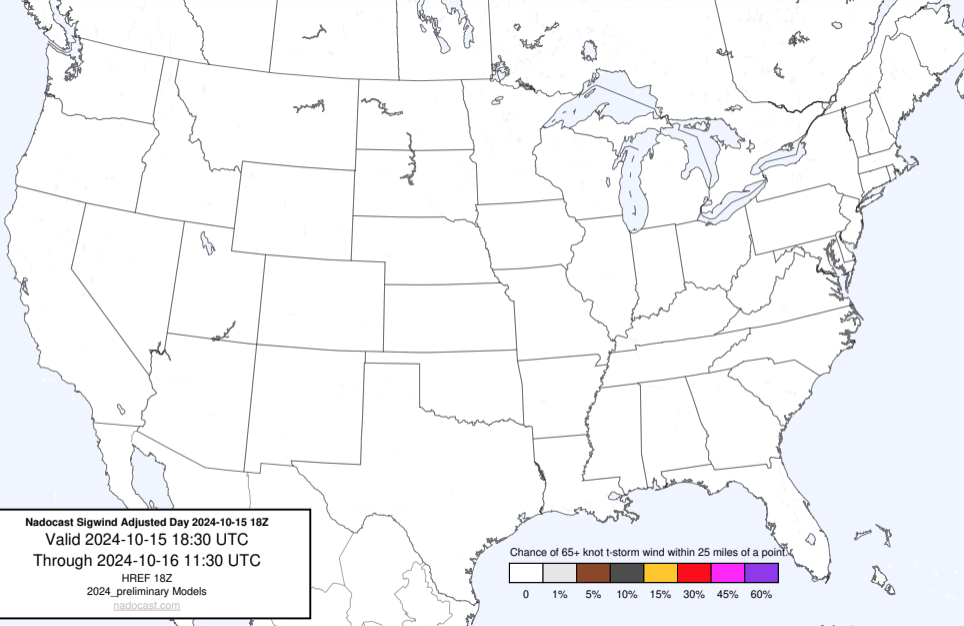 Nadocast Sigwind Adjusted Day 2024-10-15 18Z
Valid 2024-10-15 18:30 UTC
Through 2024-10-16 11:30 UTC
HREF 18Z
2024_preliminary Models
nadocast.com
Chance of 65+ knot t-storm wind within 25 miles of a point.
0 1% 5% 10% 15% 30% 45% 60%